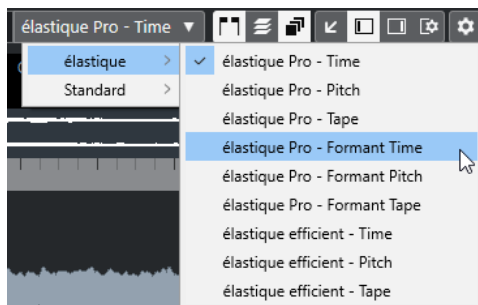 élastique Pro - Time
élastique
Standard
élastique Pro - Time
élastique Pro - Pitch
élastique Pro - Tape
élastique Pro - Formant Time
élastique Pro - Formant Pitch
élastique Pro - Formant Tape
élastique efficient - Time
élastique efficient - Pitch
élastique efficient - Tape